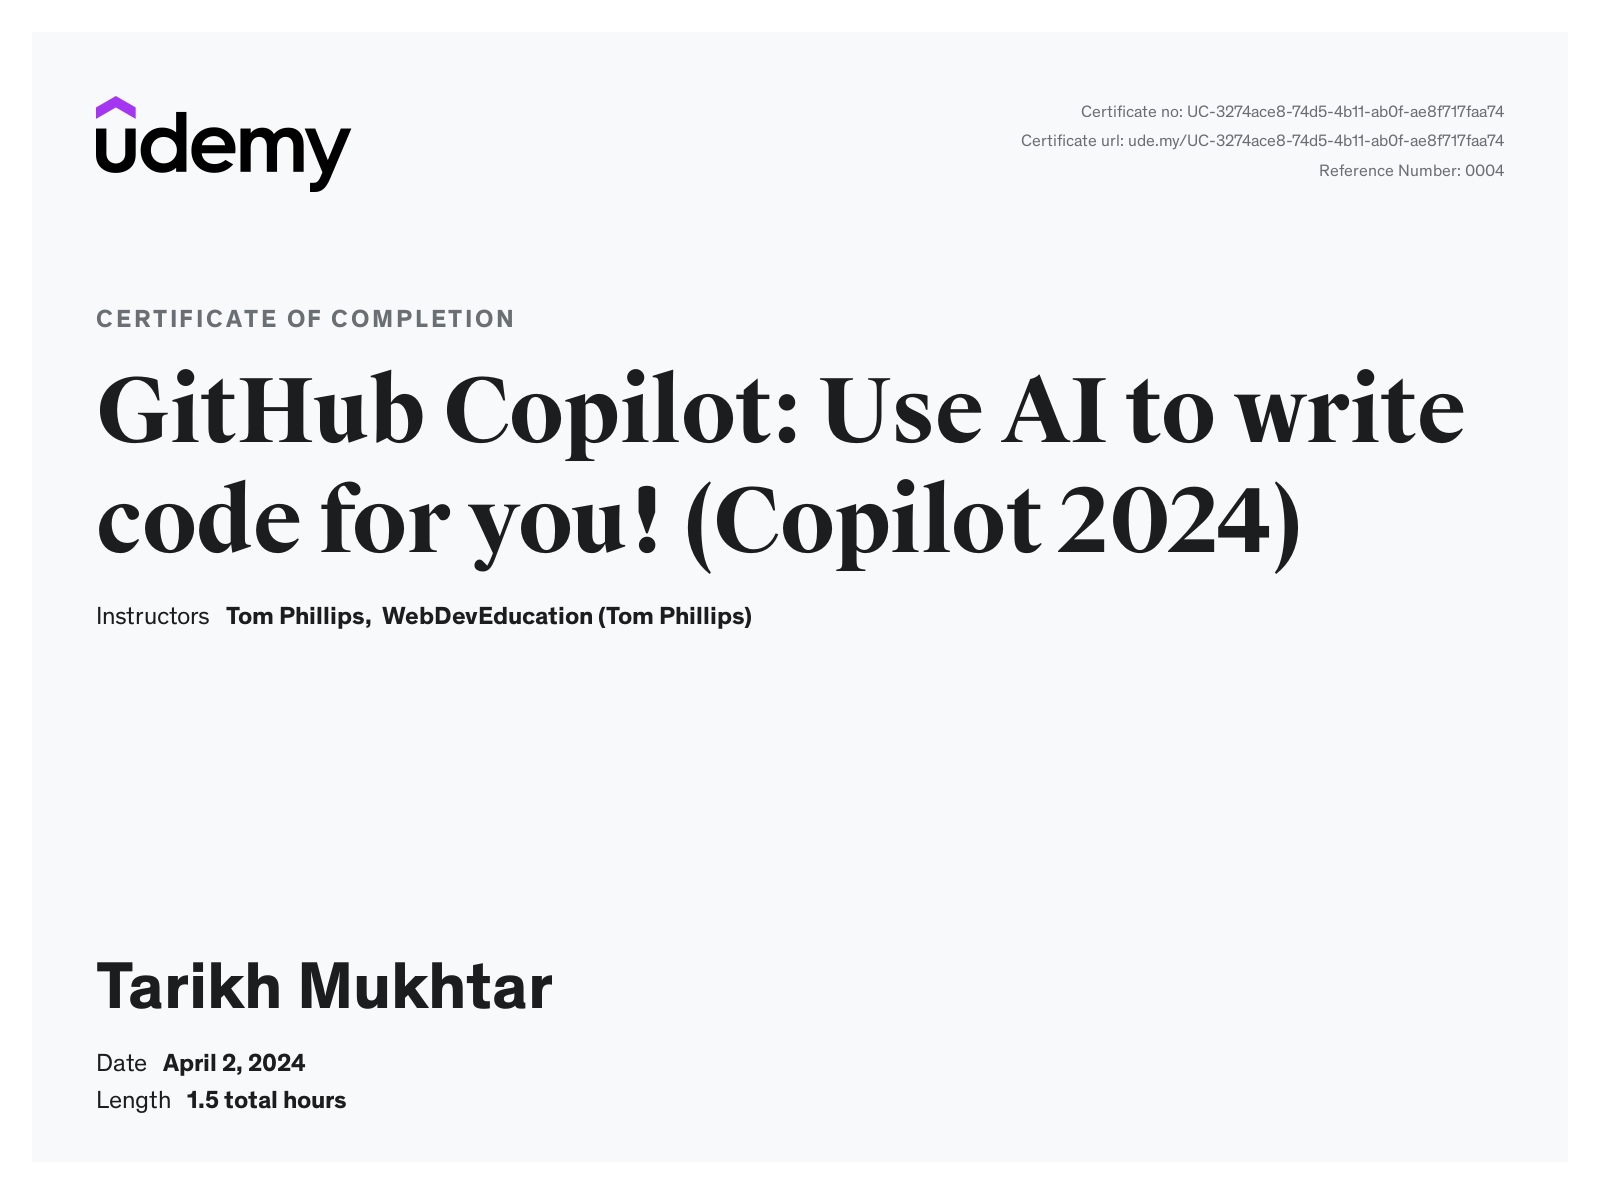 udemy
Certificate no: UC-3274ace8-74d5-4b11-ab0f-ae8f717faa74
Certificate url: ude.my/UC-3274ace8-74d5-4b11-ab0f-ae8f717faa74
Reference Number: 0004
CERTIFICATE OF COMPLETION
GitHub Copilot: Use AI to write
code for you! (Copilot 2024)
Instructors Tom Phillips, WebDevEducation (Tom Phillips)
Tarikh Mukhtar
Date April 2, 2024
Length 1.5 total hours